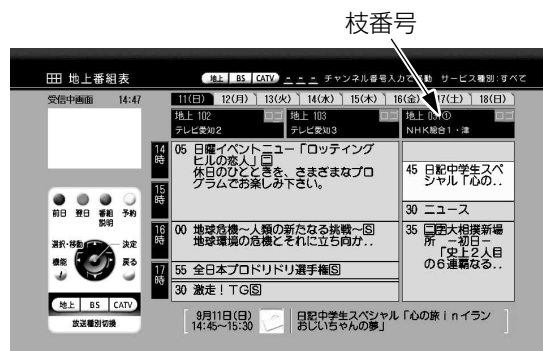 枝番号
地上番組表
地上 BS CATV _ _ _ チャンネル番号入力で移動 サービス種別:すべて
受信中画面 14:47
11(日) 12(月) 13(火) 14(水) 15(木) 16(金) 17(土) 18(日)
地上 102 ロゴ
テレビ愛知2
地上 103 ロゴ
テレビ愛知3
地上 03① ロゴ
NHK総合1・津
14時
15時
16時
17時
05 日曜イベントニュー「ロッティング
ヒルの恋人」
休日のひとときを、さまざまなプロ
グラムでお楽しみ下さい。
00 地球危機~人類の新たなる挑戦~S
地球環境の危機とそれに立ち向か..
55 全日本プロドリドリ選手権S
30 激走!TGS
45 日記中学生スペ
シャル「心の..
30 ニュース
35 大相撲新場
所 -初日-
「史上2人目
の6連覇なる..
前日 翌日 番組説明 予約
選択・移動 決定
機能 戻る
地上 BS CATV
放送種別切換
9月11日(日)
14:45~15:30
日記中学生スペシャル「心の旅inイラン
おじいちゃんの夢」